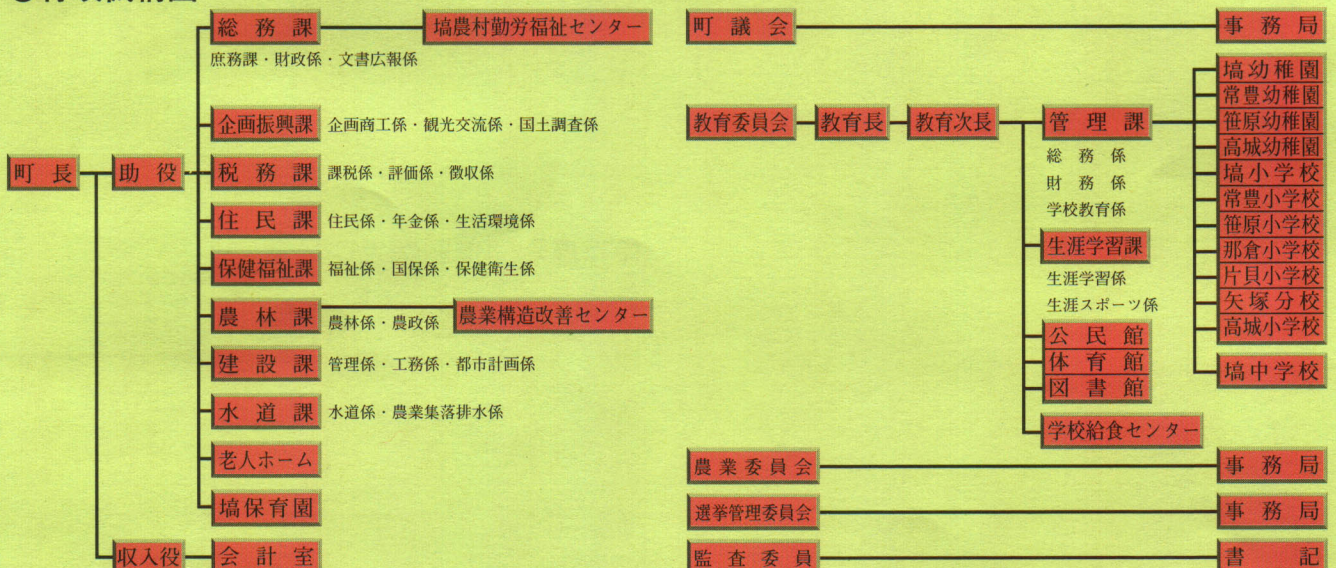 総務課
塙農村勤労福祉センター
庶務課・財政係・文書広報係
企画振興課
企画商工係・観光交流係・国土調査係
町長
助役
税務課
課税係・評価係・徴収係
住民課
住民係・年金係・生活環境係
保健福祉課
福祉係・国保係・保健衛生係
農林課
農林係・農政係
農業構造改善センター
建設課
管理係・工務係・都市計画係
水道課
水道係・農業集落排水係
老人ホーム
塙保育園
収入役
会計室
町議会
事務局
教育委員会
教育長
教育次長
管理課
総務係
財務係
学校教育係
生涯学習課
生涯学習係
生涯スポーツ係
公民館
体育館
図書館
学校給食センター
塙幼稚園
常豊幼稚園
笹原幼稚園
高城幼稚園
塙小学校
常豊小学校
笹原小学校
那倉小学校
片貝小学校
矢塚分校
高城小学校
塙中学校
農業委員会
事務局
選挙管理委員会
事務局
監査委員
書記